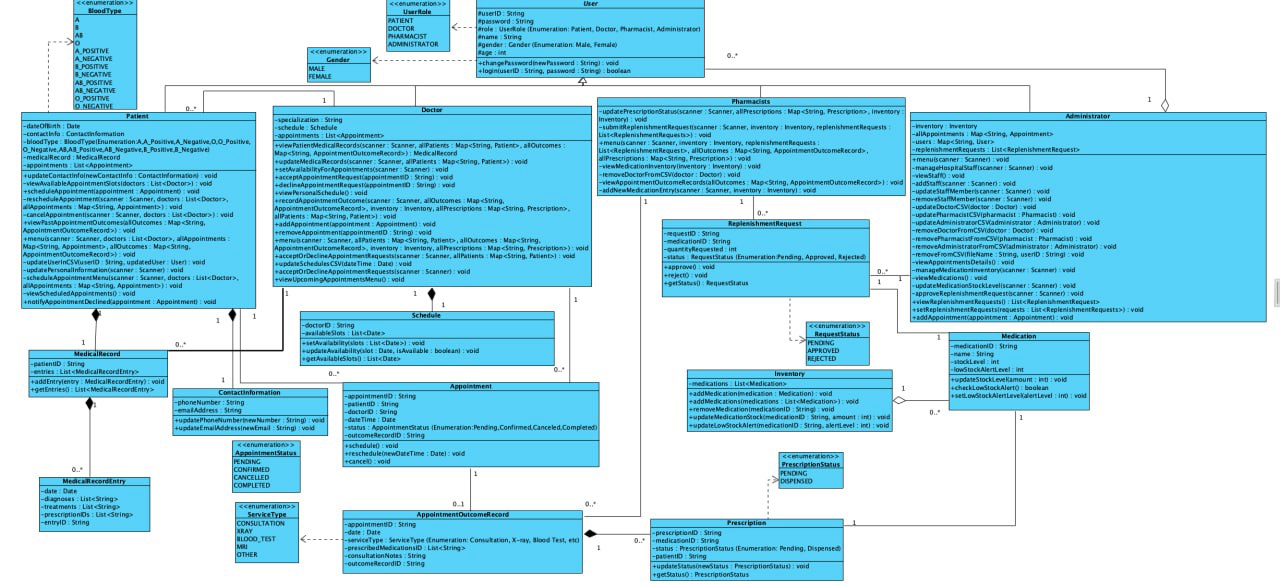 <<enumeration>>
BloodType
A
B
AB
O
A_POSITIVE
A_NEGATIVE
B_POSITIVE
B_NEGATIVE
AB_POSITIVE
AB_NEGATIVE
O_POSITIVE
O_NEGATIVE
<<enumeration>>
UserRole
PATIENT
DOCTOR
PHARMACIST
ADMINISTRATOR
<<enumeration>>
Gender
MALE
FEMALE
User
#userID : String
#password : String
#role : UserRole (Enumeration: Patient, Doctor, Pharmacist, Administrator)
#name : String
#gender : Gender (Enumeration: Male, Female)
#age : int
+changePassword(newPassword : String) : void
+login(userID : String, password : String) : boolean
0..*
1
0..*
1
Patient
-dateOfBirth : Date
-contactInfo : ContactInformation
-bloodType : BloodType(Enumeration:A,A_Positive,A_Negative,O,O_Positive,
O_Negative,AB,AB_Positive,AB_Negative,B_Positive,B_Negative)
-medicalRecord : MedicalRecord
-appointments : List<Appointment>
+updateContactInfo(newContactInfo : ContactInformation) : void
-viewAvailableAppointmentSlots(doctors : List<Doctor>) : void
+scheduleAppointment(appointment : Appointment) : void
-rescheduleAppointment(scanner : Scanner, doctors : List<Doctor>,
allAppointments : Map<String, Appointment>) : void
-cancelAppointment(scanner : Scanner, doctors : List<Doctor>) : void
+viewPastAppointmentOutcomes(allOutcomes : Map<String,
AppointmentOutcomeRecord>) : void
+menu(scanner : Scanner, doctors : List<Doctor>, allAppointments :
Map<String, Appointment>, allOutcomes : Map<String,
AppointmentOutcomeRecord>) : void
-updateUserInCSV(userID : String, updatedUser : User) : void
-updatePersonalInformation(scanner : Scanner) : void
-scheduleAppointmentMenu(scanner : Scanner, doctors : List<Doctor>,
allAppointments : Map<String, Appointment>) : void
-viewScheduledAppointments() : void
+notifyAppointmentDeclined(appointment : Appointment) : void
Doctor
-specialization : String
-schedule : Schedule
-appointments : List<Appointment>
+viewPatientMedicalRecords(scanner : Scanner, allPatients : Map<String, Patient>, allOutcomes :
Map<String, AppointmentOutcomeRecord>) : MedicalRecord
+updateMedicalRecords(scanner : Scanner, allPatients : Map<String, Patient>) : void
+setAvailabilityForAppointments(scanner : Scanner) : void
+acceptAppointmentRequest(appointmentID : String) : void
+declineAppointmentRequest(appointmentID : String) : void
+viewPersonalSchedule() : void
+recordAppointmentOutcome(scanner : Scanner, allOutcomes : Map<String,
AppointmentOutcomeRecord>, inventory : Inventory, allPrescriptions : Map<String, Prescription>,
allPatients : Map<String, Patient>) : void
+addAppointment(appointment : Appointment) : void
+removeAppointment(appointmentID : String) : void
+menu(scanner : Scanner, allPatients : Map<String, Patient>, allOutcomes : Map<String,
AppointmentOutcomeRecord>, inventory : Inventory, allPrescriptions : Map<String, Prescription>) : void
+acceptOrDeclineAppointmentRequests(scanner : Scanner) : void
+updateSchedulesCSV(dateTime : Date) : void
+acceptOrDeclineAppointmentRequests(scanner : Scanner) : void
+viewUpcomingAppointmentsMenu() : void
Pharmacists
-updatePrescriptionStatus(scanner : Scanner, allPrescriptions : Map<String, Prescription>, inventory :
Inventory) : void
-submitReplenishmentRequest(scanner : Scanner, inventory : Inventory, replenishmentRequests :
List<ReplenishmentRequest>) : void
+menu(scanner : Scanner, inventory : Inventory, replenishmentRequests :
List<ReplenishmentRequest>, allOutcomes : Map<String, AppointmentOutcomeRecord>,
allPrescriptions : Map<String, Prescription>) : void
-viewMedicationInventory(inventory : Inventory) : void
-removeDoctorFromCSV(doctor : Doctor) : void
-viewAppointmentOutcomeRecords(allOutcomes : Map<String, AppointmentOutcomeRecord>) : void
-addNewMedicationEntry(scanner : Scanner, inventory : Inventory) : void
Administrator
-inventory : Inventory
-allAppointments : Map<String, Appointment>
-users : Map<String, User>
-replenishmentRequests : List<ReplenishmentRequest>
+menu(scanner : Scanner) : void
-manageHospitalStaff(scanner : Scanner) : void
-viewStaff() : void
-addStaff(scanner : Scanner) : void
-updateStaffMember(scanner : Scanner) : void
-removeStaffMember(scanner : Scanner) : void
-updateDoctorCSV(doctor : Doctor) : void
-updatePharmacistCSV(pharmacist : Pharmacist) : void
-updateAdministratorCSV(administrator : Administrator) : void
-removeDoctorFromCSV(doctor : Doctor) : void
-removePharmacistFromCSV(pharmacist : Pharmacist) : void
-removeAdministratorFromCSV(administrator : Administrator) : void
-removeFromCSV(fileName : String, userID : String) : void
-viewAppointmentsDetails() : void
-manageMedicationInventory(scanner : Scanner) : void
-viewMedications() : void
-updateMedicationStockLevel(scanner : Scanner) : void
-approveReplenishmentRequest(scanner : Scanner) : void
+viewReplenishmentRequests() : List<ReplenishmentRequest>
+setReplenishmentRequests(requests : List<ReplenishmentRequest>) : void
+addAppointment(appointment : Appointment) : void
1
1
0..*
ReplenishmentRequest
-requestID : String
-medicationID : String
-quantityRequested : int
-status : RequestStatus (Enumeration:Pending, Approved, Rejected)
+approve() : void
+reject() : void
+getStatus() : RequestStatus
0..*
1
1
<<enumeration>>
RequestStatus
PENDING
APPROVED
REJECTED
Medication
-medicationID : String
-name : String
-stockLevel : int
-lowStockAlertLevel : int
+updateStockLevel(amount : int) : void
+checkLowStockAlert() : boolean
+setLowStockAlertLevel(alertLevel : int) : void
1
Inventory
-medications : List<Medication>
+addMedication(medication : Medication) : void
+addMedications(medications : List<Medication>) : void
+removeMedication(medicationID : String) : void
+updateMedicationStock(medicationID : String, amount : int) : void
+updateLowStockAlert(medicationID : String, alertLevel : int) : void
1
0..*
1
1
1
1
1
1
1
Schedule
-doctorID : String
-availableSlots : List<Date>
+setAvailability(slots : List<Date>) : void
+updateAvailability(slot : Date, isAvailable : boolean) : void
+getAvailableSlots() : List<Date>
1
0..*
MedicalRecord
-patientID : String
-entries : List<MedicalRecordEntry>
+addEntry(entry : MedicalRecordEntry) : void
+getEntries() : List<MedicalRecordEntry>
1
0..*
MedicalRecordEntry
-date : Date
-diagnoses : List<String>
-treatments : List<String>
-prescriptionIDs : List<String>
-entryID : String
1
ContactInformation
-phoneNumber : String
-emailAddress : String
+updatePhoneNumber(newNumber : String) : void
+updateEmailAddress(newEmail : String) : void
0..*
0..*
Appointment
-appointmentID : String
-patientID : String
-doctorID : String
-dateTime : Date
-status : AppointmentStatus (Enumeration:Pending,Confirmed,Canceled,Completed)
-outcomeRecordID : String
+schedule() : void
+reschedule(newDateTime : Date) : void
+cancel() : void
1
0..1
<<enumeration>>
AppointmentStatus
PENDING
CONFIRMED
CANCELLED
COMPLETED
<<enumeration>>
ServiceType
CONSULTATION
XRAY
BLOOD_TEST
MRI
OTHER
0..*
AppointmentOutcomeRecord
-appointmentID : String
-date : Date
-serviceType : ServiceType (Enumeration: Consultation, X-ray, Blood Test, etc)
-prescribedMedicationsID : List<String>
-consultationNotes : String
-outcomeRecordID : String
1
0..*
<<enumeration>>
PrescriptionStatus
PENDING
DISPENSED
Prescription
-prescriptionID : String
-medicationID : String
-status : PrescriptionStatus (Enumeration: Pending, Dispensed)
-patientID : String
+updateStatus(newStatus : PrescriptionStatus) : void
+getStatus() : PrescriptionStatus
1